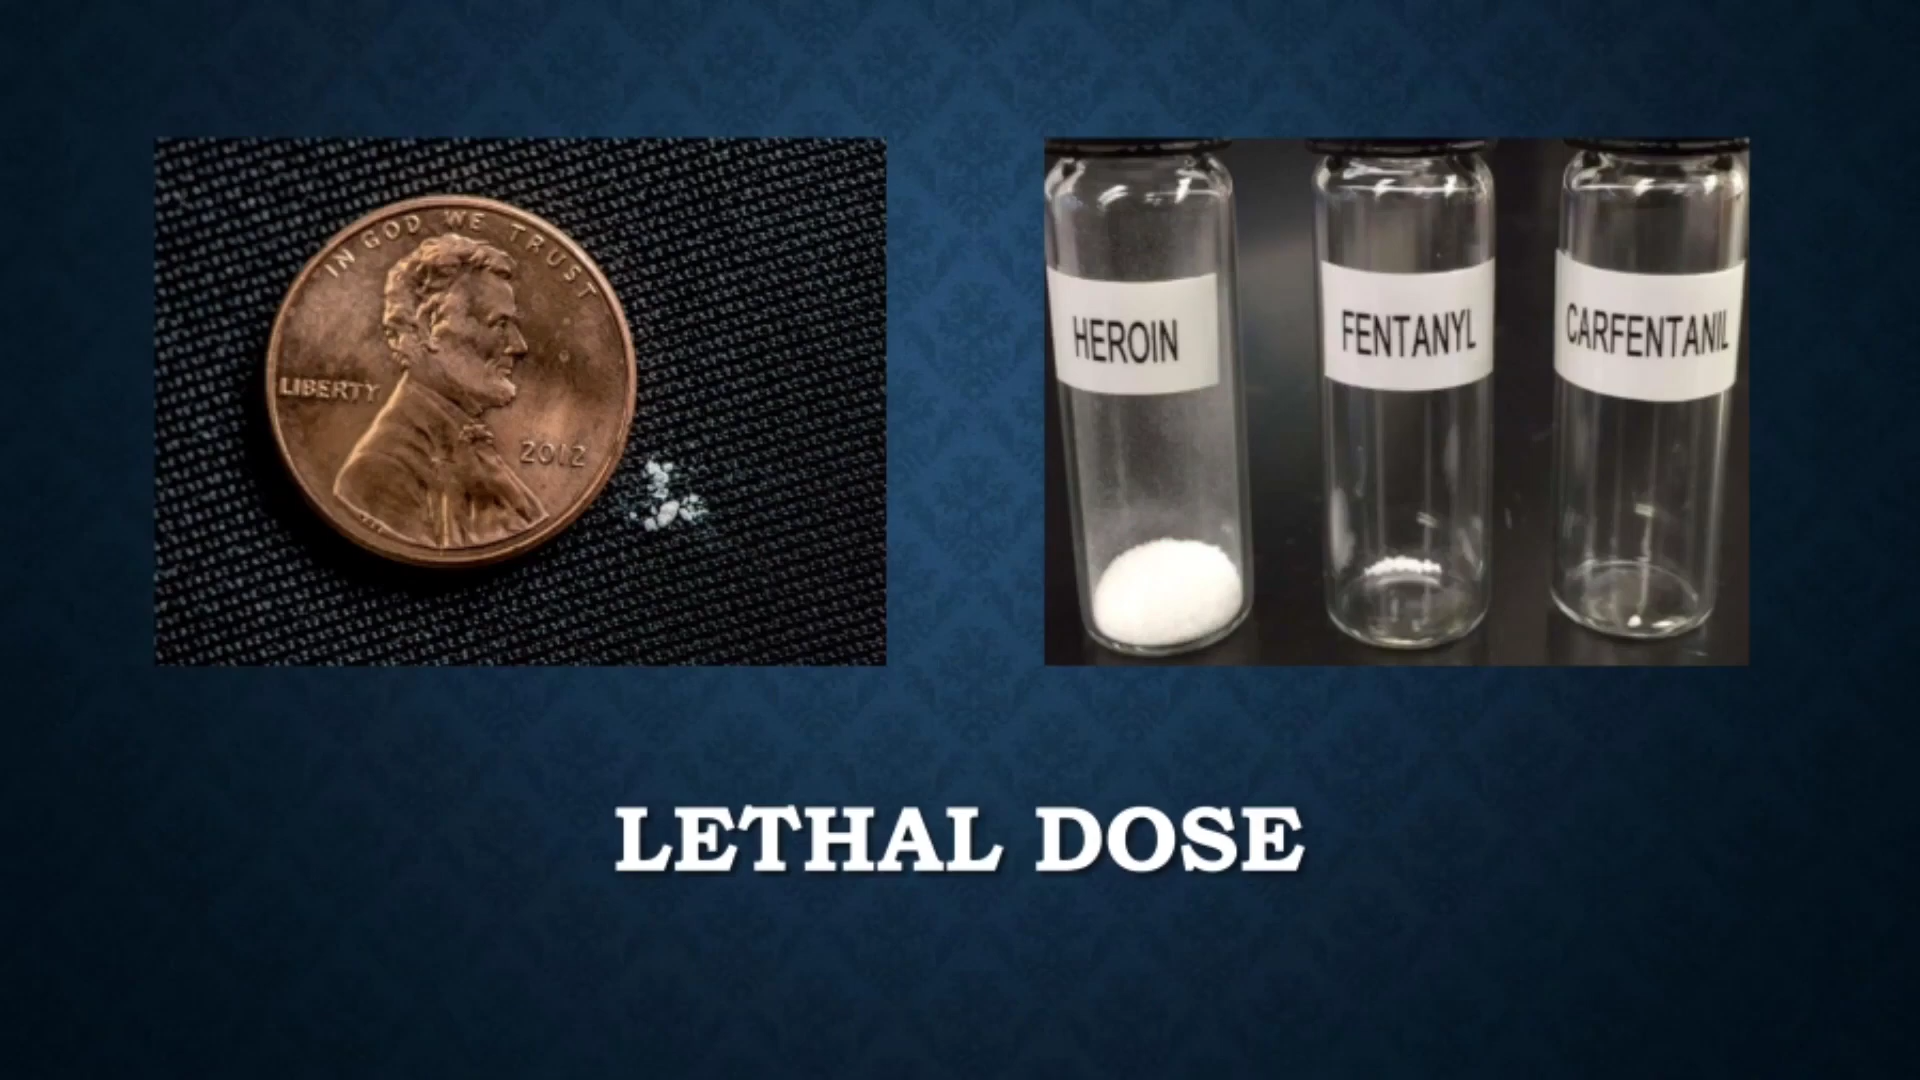 IN GOD WE TRUST
LIBERTY
2012
HEROIN
FENTANYL
CARFENTANIL
LETHAL DOSE